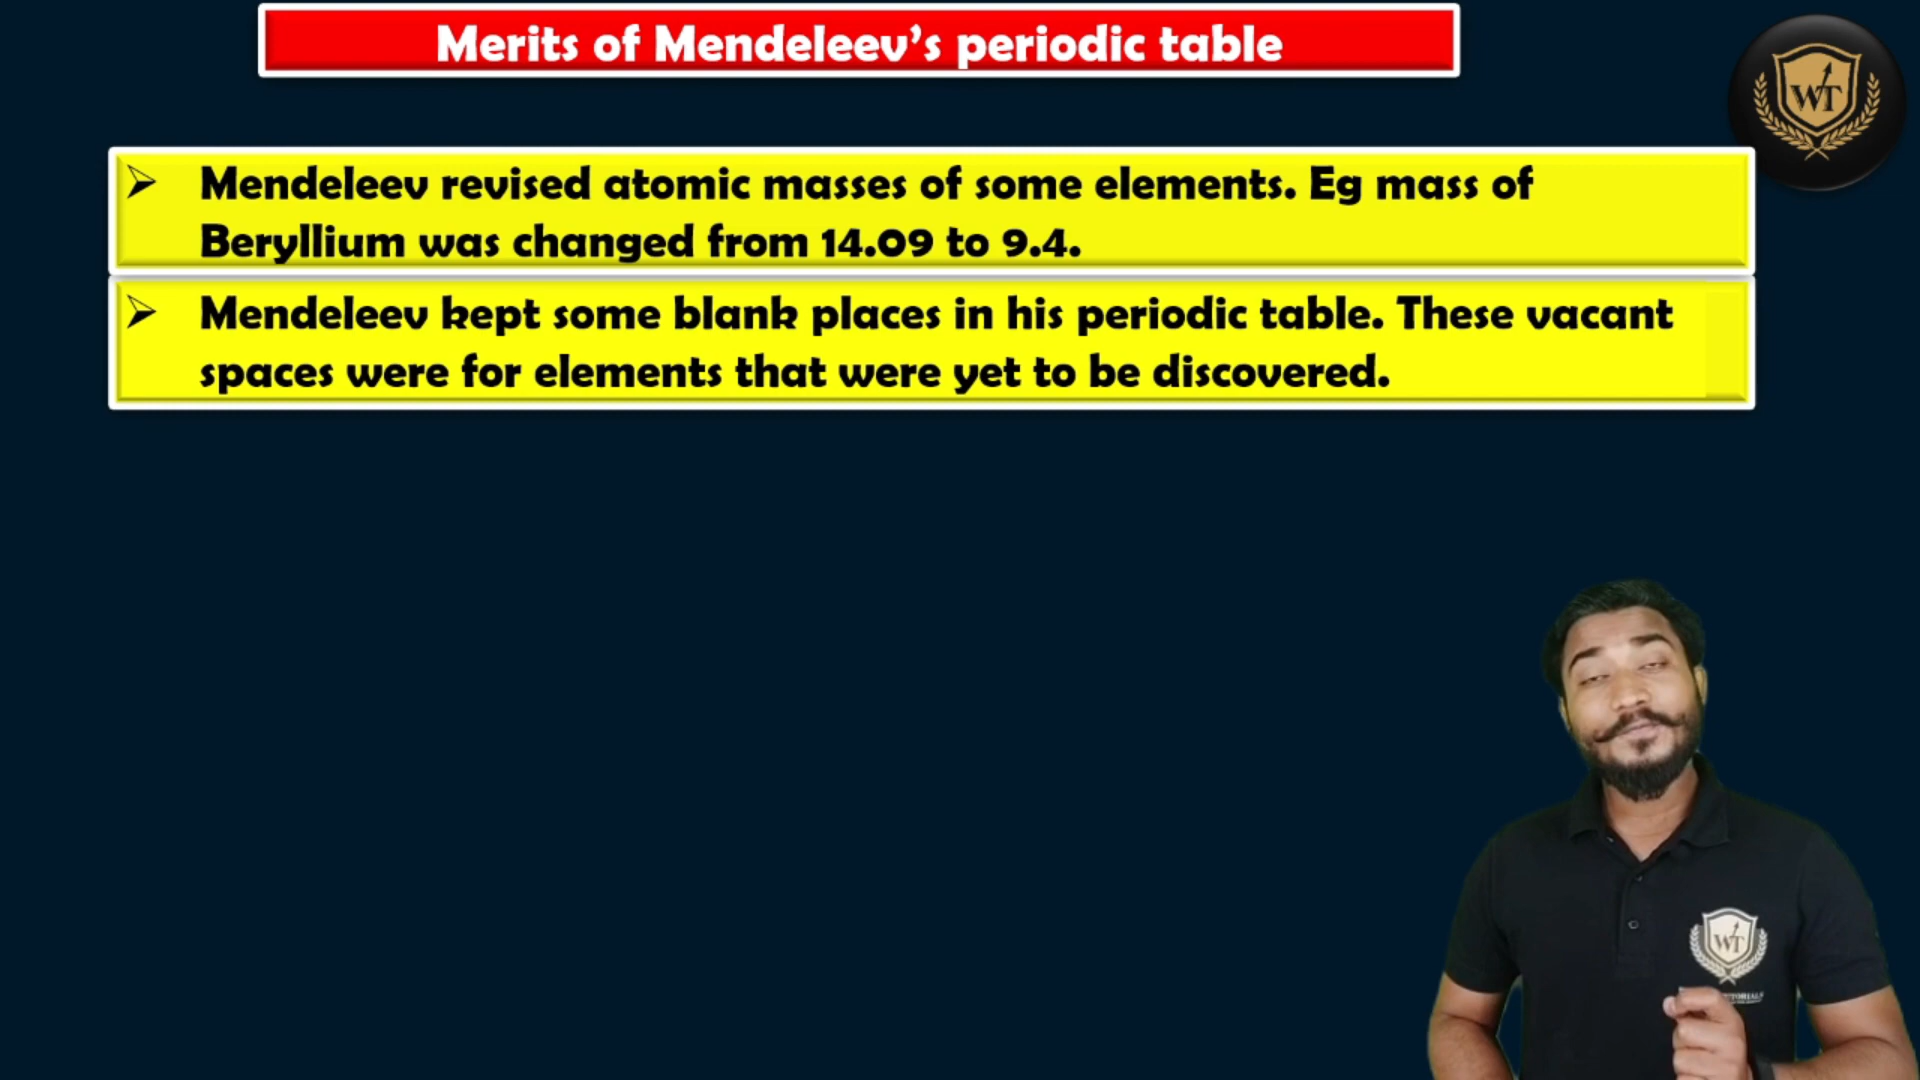 Merits of Mendeleev’s periodic table
WT
➢ Mendeleev revised atomic masses of some elements. Eg mass of
Beryllium was changed from 14.09 to 9.4.
➢ Mendeleev kept some blank places in his periodic table. These vacant
spaces were for elements that were yet to be discovered.
WT